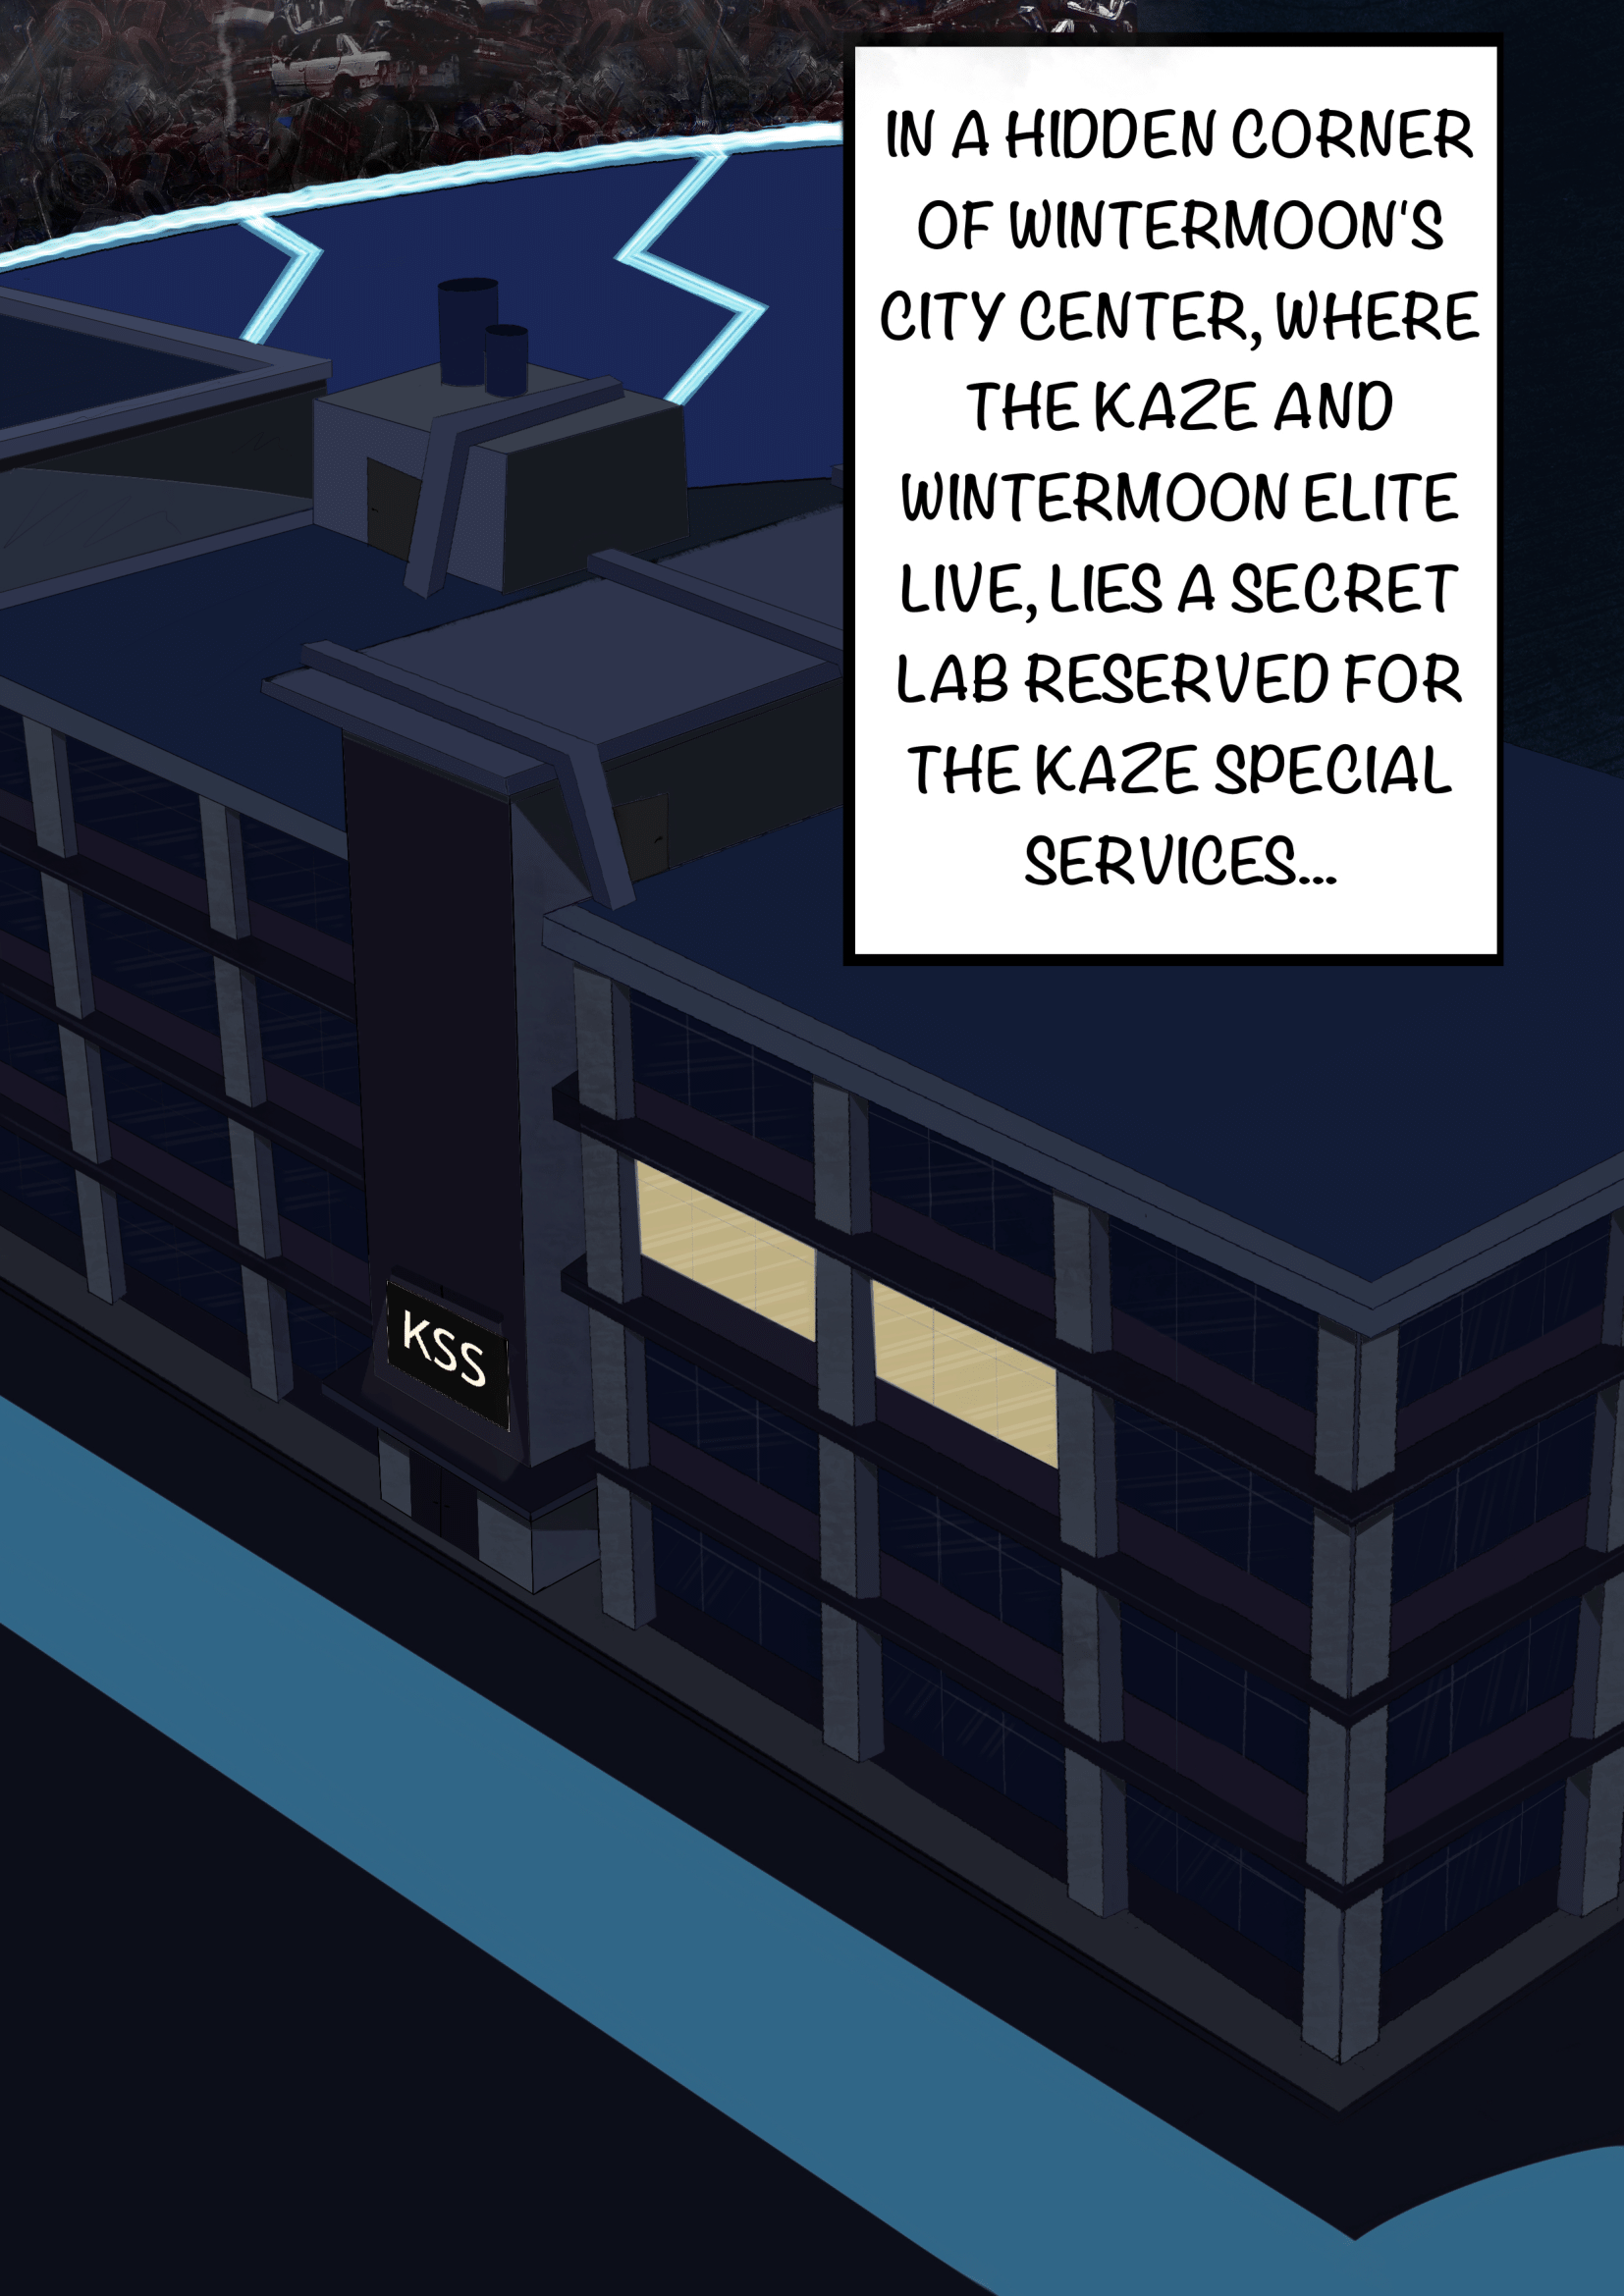 IN A HIDDEN CORNER
OF WINTERMOON'S
CITY CENTER, WHERE
THE KAZE AND
WINTERMOON ELITE
LIVE, LIES A SECRET
LAB RESERVED FOR
THE KAZE SPECIAL
SERVICES...
KSS